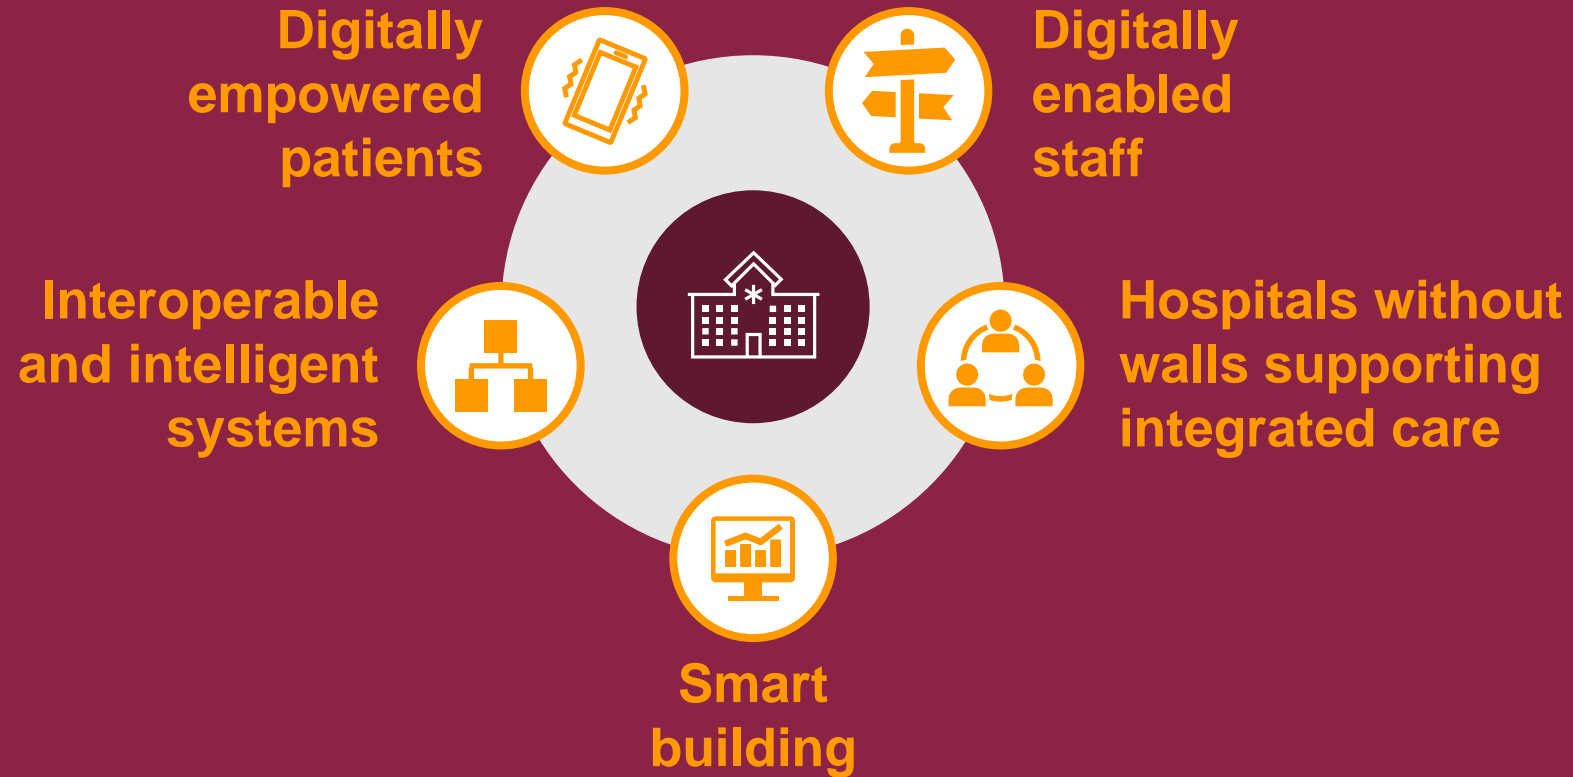 Digitally
empowered
patients
Digitally
enabled
staff
Interoperable
and intelligent
systems
Hospitals without
walls supporting
integrated care
Smart
building